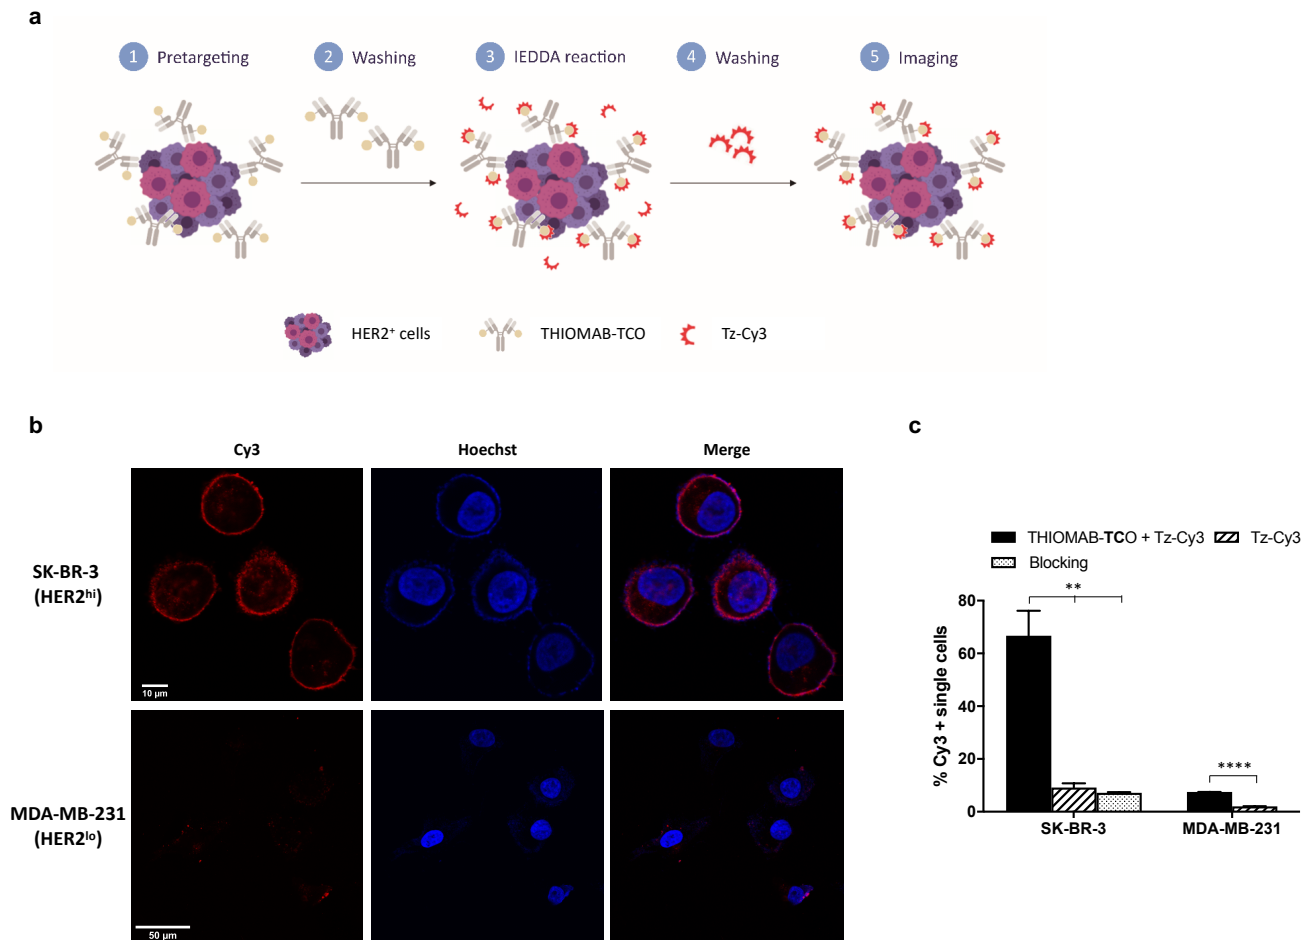 a
1 Pretargeting 2 Washing 3 IEDDA reaction 4 Washing 5 Imaging
HER2⁺ cells THIOMAB-TCO Tz-Cy3
b
Cy3 Hoechst Merge
SK-BR-3
(HER2ʰⁱ)
10 µm
MDA-MB-231
(HER2ˡᵒ)
50 µm
c
THIOMAB-TCO + Tz-Cy3 Tz-Cy3
Blocking
% Cy3 + single cells
80
60
40
20
0
**
****
SK-BR-3 MDA-MB-231